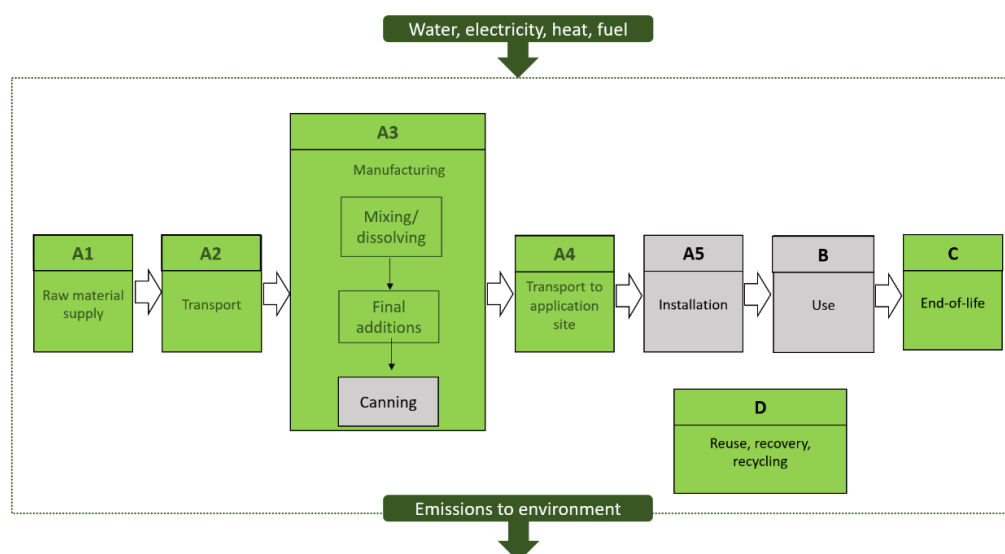 Water, electricity, heat, fuel
A3
Manufacturing
Mixing/
dissolving
Final
additions
Canning
A1
Raw material
supply
A2
Transport
A4
Transport to
application
site
A5
Installation
B
Use
C
End-of-life
D
Reuse, recovery,
recycling
Emissions to environment